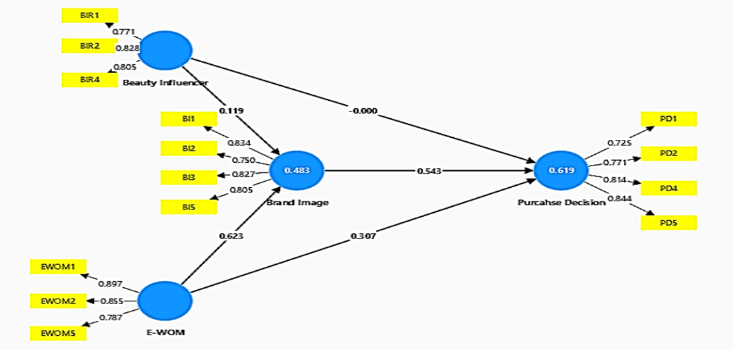 BIR1
0.771
BIR2
0.828
BIR4
0.805
Beauty Influencer
0.119
-0.000
BI1
0.834
BI2
0.750
BI3
0.827
BI5
0.805
0.483
Brand Image
0.543
0.619
Purcahse Decision
PD1
0.725
PD2
0.771
PD4
0.814
PD5
0.844
0.623
0.307
EWOM1
0.897
EWOM2
0.855
EWOM5
0.787
E-WOM